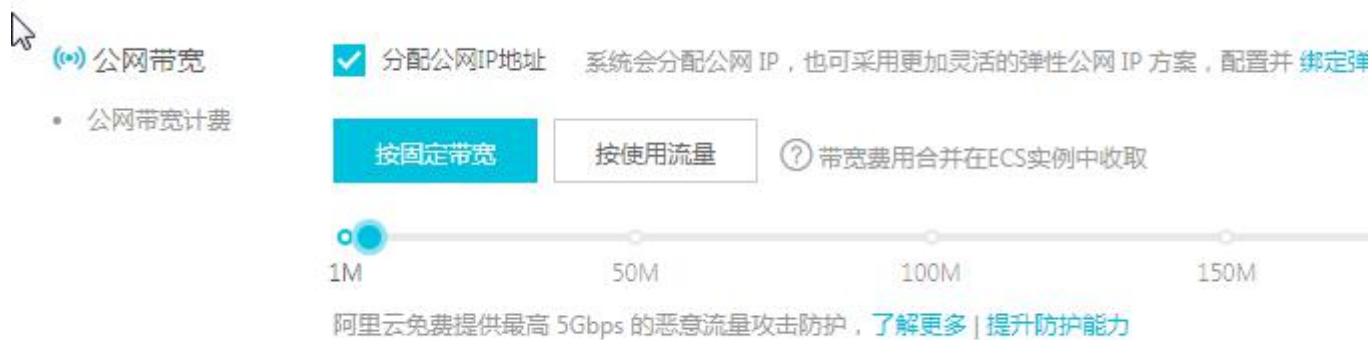 公网带宽
分配公网IP地址 系统会分配公网 IP，也可采用更加灵活的弹性公网 IP 方案，配置并 绑定弹
• 公网带宽计费
按固定带宽 按使用流量 ? 带宽费用合并在ECS实例中收取
1M 50M 100M 150M
阿里云免费提供最高 5Gbps 的恶意流量攻击防护，了解更多 | 提升防护能力